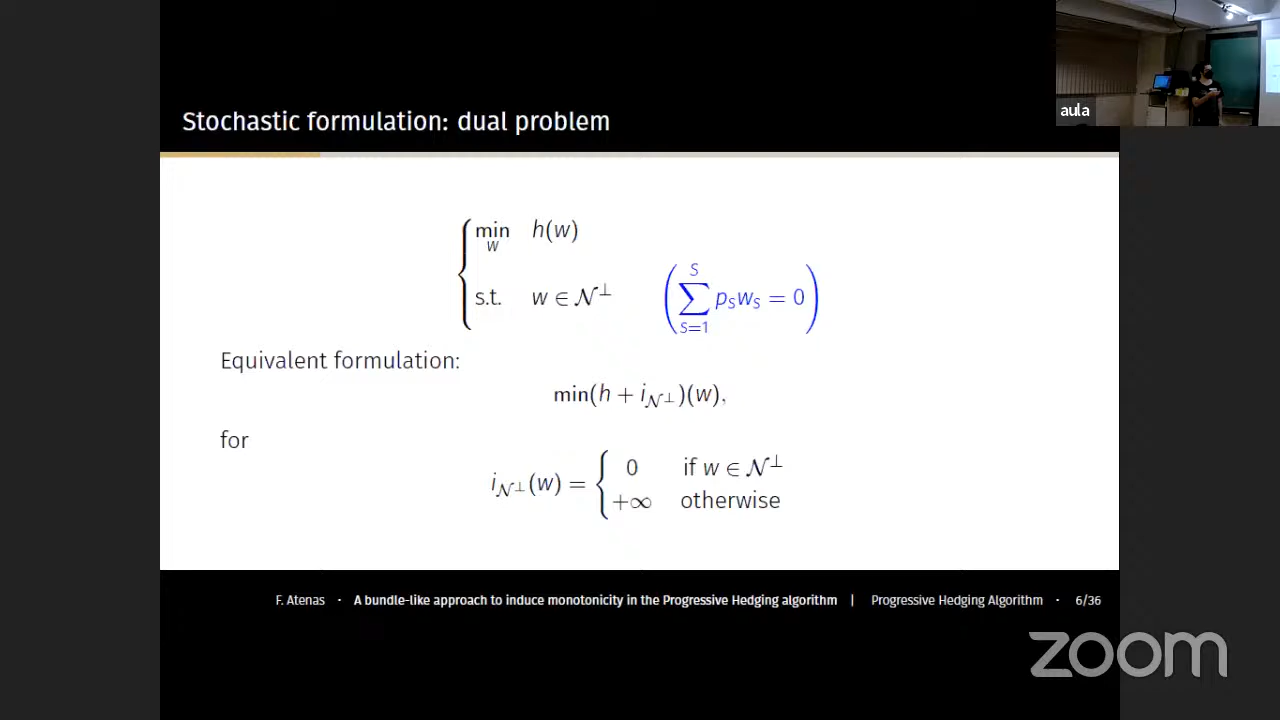 aula
Stochastic formulation: dual problem
min h(w)
w
s.t. w ∈ 𝒩⊥ (∑_{s=1}^{S} p_s w_s = 0)
Equivalent formulation:
min(h + i_{𝒩⊥})(w),
for
i_{𝒩⊥}(w) = { 0 if w ∈ 𝒩⊥
+∞ otherwise
F. Atenas · A bundle-like approach to induce monotonicity in the Progressive Hedging algorithm | Progressive Hedging Algorithm · 6/36
zoom